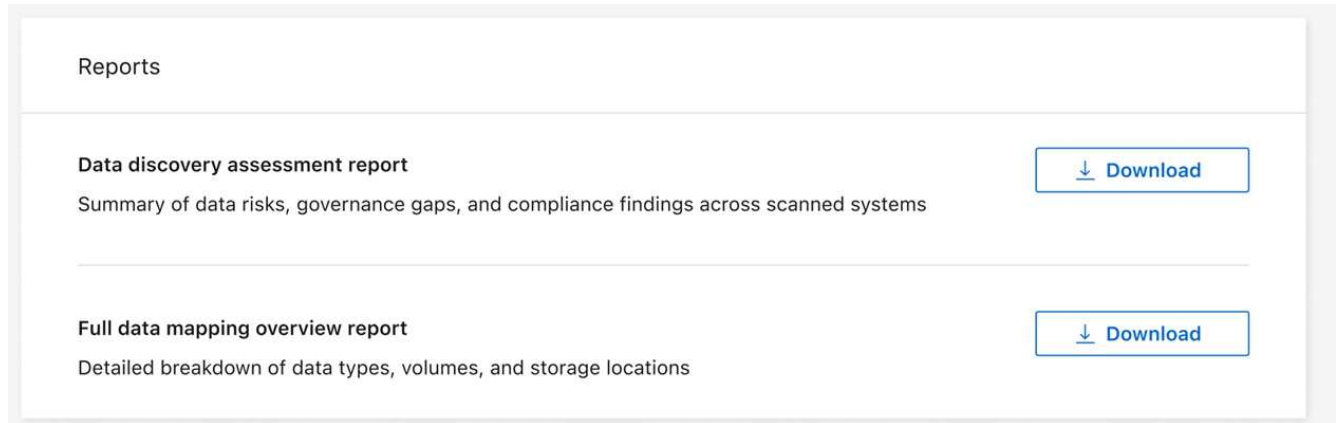 Reports
Data discovery assessment report
Download
Summary of data risks, governance gaps, and compliance findings across scanned systems
Full data mapping overview report
Download
Detailed breakdown of data types, volumes, and storage locations